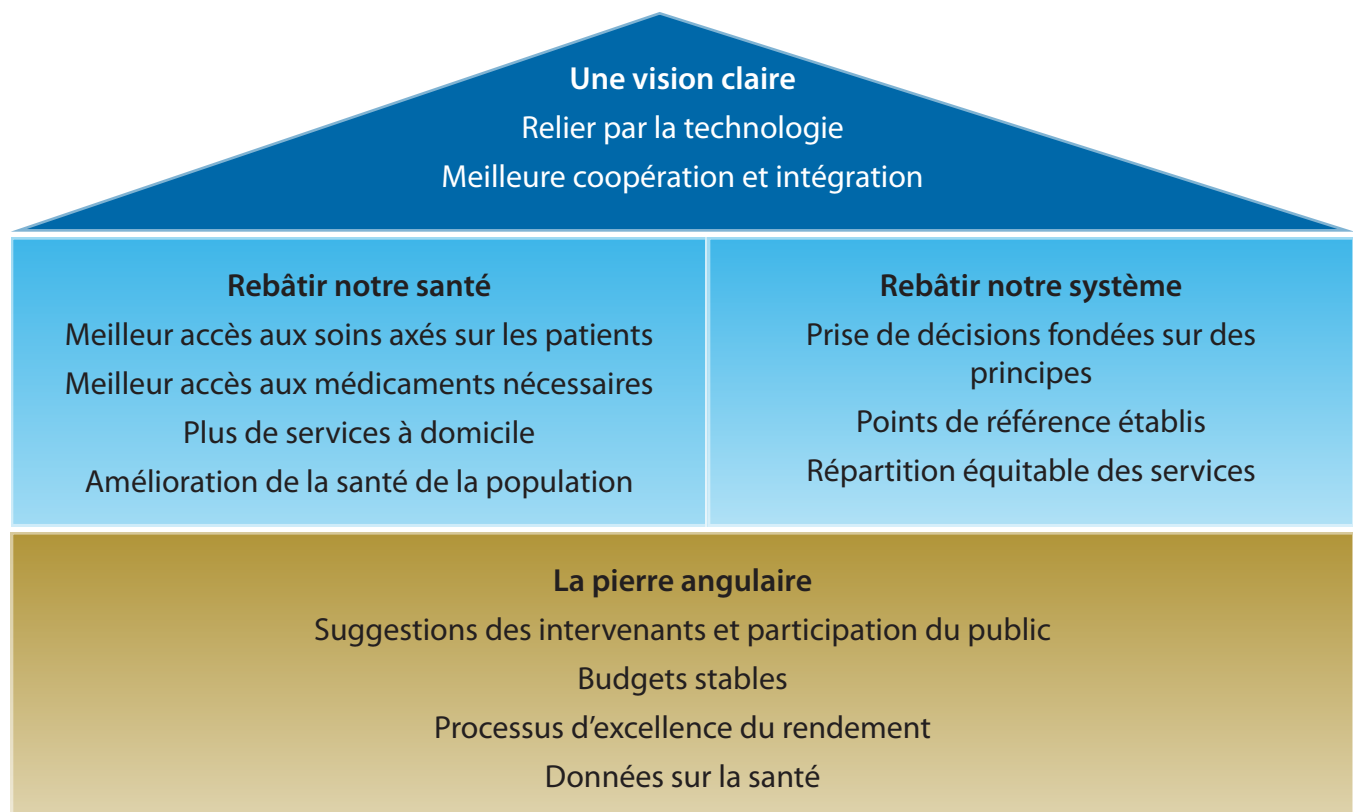 Une vision claire
Relier par la technologie
Meilleure coopération et intégration
Rebâtir notre santé
Meilleur accès aux soins axés sur les patients
Meilleur accès aux médicaments nécessaires
Plus de services à domicile
Amélioration de la santé de la population
Rebâtir notre système
Prise de décisions fondées sur des
principes
Points de référence établis
Répartition équitable des services
La pierre angulaire
Suggestions des intervenants et participation du public
Budgets stables
Processus d’excellence du rendement
Données sur la santé